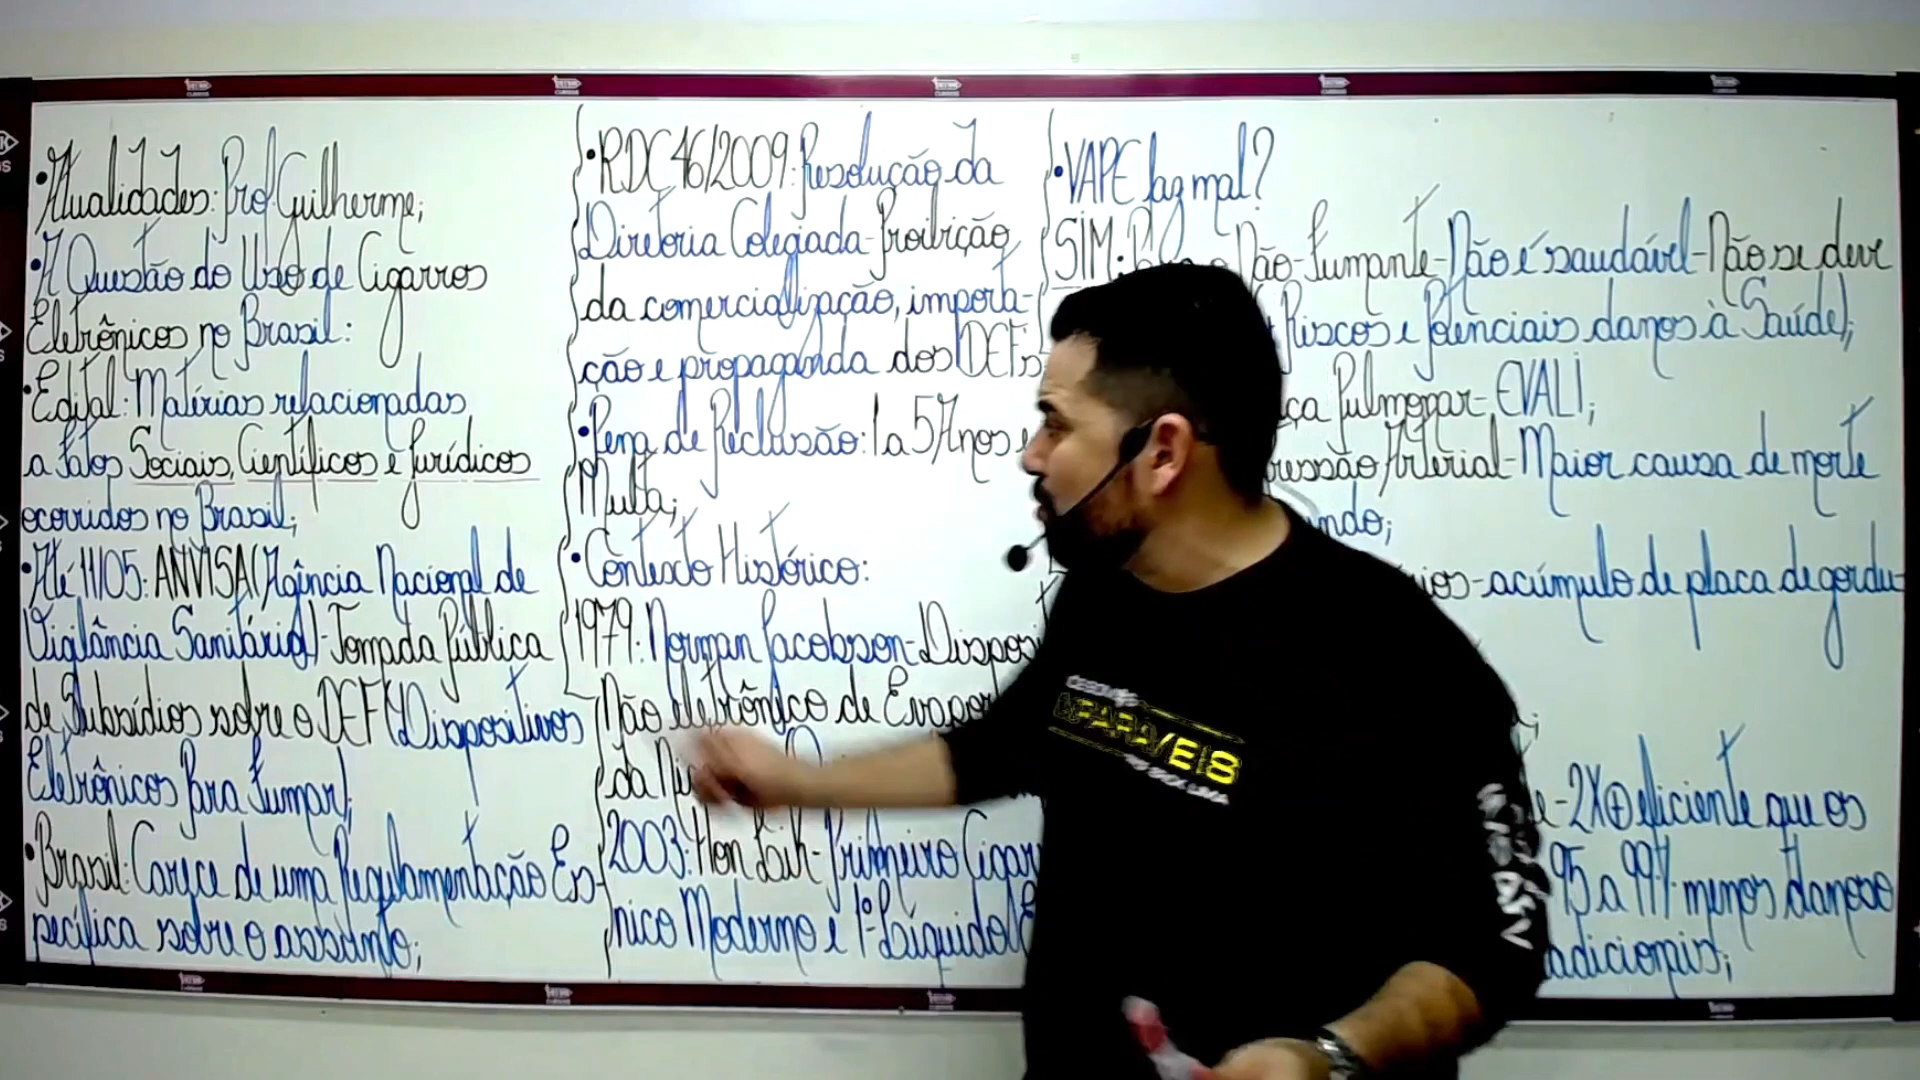 •Atualidades: Prof. Guilherme;
•A Questão do Uso de Cigarros
Eletrônicos no Brasil:
•Edital: Matérias relacionadas
a fatos Sociais, Científicos e Jurídicos
ocorridos no Brasil;
•Até 11/05: ANVISA (Agência Nacional de
Vigilância Sanitária) - Tomada Pública
de Subsídios sobre o DEF (Dispositivos
Eletrônicos Para Fumar);
•Brasil: Carece de uma Regulamentação Es-
pecífica sobre o assunto;
•RDC 46/2009: Resolução da
Diretoria Colegiada - Proibição
da comercialização, importa-
ção e propaganda dos DEFs
•Pena de Reclusão: 1 a 5 Anos e
Multa;
•Contexto Histórico:
1979: Norman Jacobson - Disposi
Não eletrônico de Evapor
da Ni
2003: Hon Lik - Primeiro Cigarr
nico Moderno e 1º Líquido
•VAPE faz mal?
SIM: Não-Fumante - Não é saudável - Não se deve
Riscos e Potenciais danos à Saúde);
ça Pulmonar - EVALI;
ressão Arterial - Maior causa de morte
undo;
ios - acúmulo de placa de gordu-
a;
e - 2X + eficiente que os
95 a 99% menos danoso
adicionais;
PARAVEIS